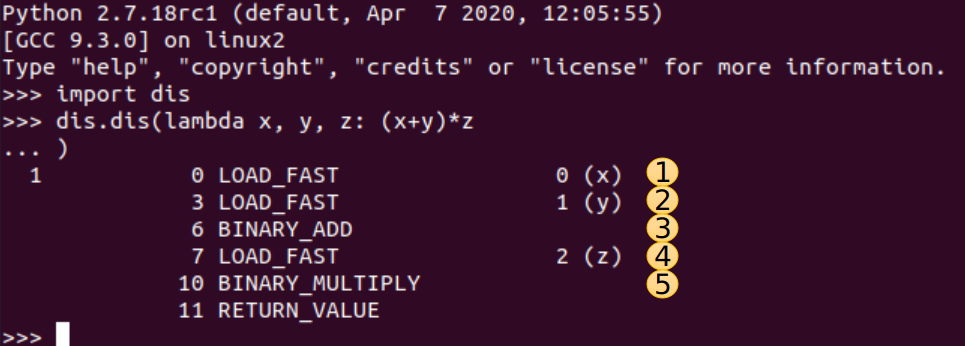 Python 2.7.18rc1 (default, Apr  7 2020, 12:05:55)
[GCC 9.3.0] on linux2
Type "help", "copyright", "credits" or "license" for more information.
>>> import dis
>>> dis.dis(lambda x, y, z: (x+y)*z
... )
  1           0 LOAD_FAST                0 (x) 1
              3 LOAD_FAST                1 (y) 2
              6 BINARY_ADD 3
              7 LOAD_FAST                2 (z) 4
             10 BINARY_MULTIPLY 5
             11 RETURN_VALUE
>>>